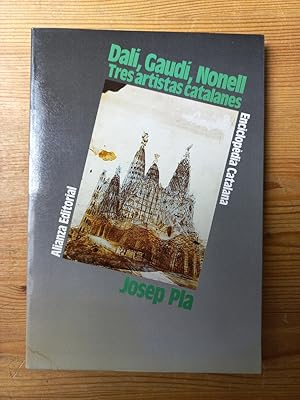 Dalí, Gaudí, Nonell
Tres artistas catalanes
Enciclopèdia Catalana
Alianza Editorial
Josep Pla